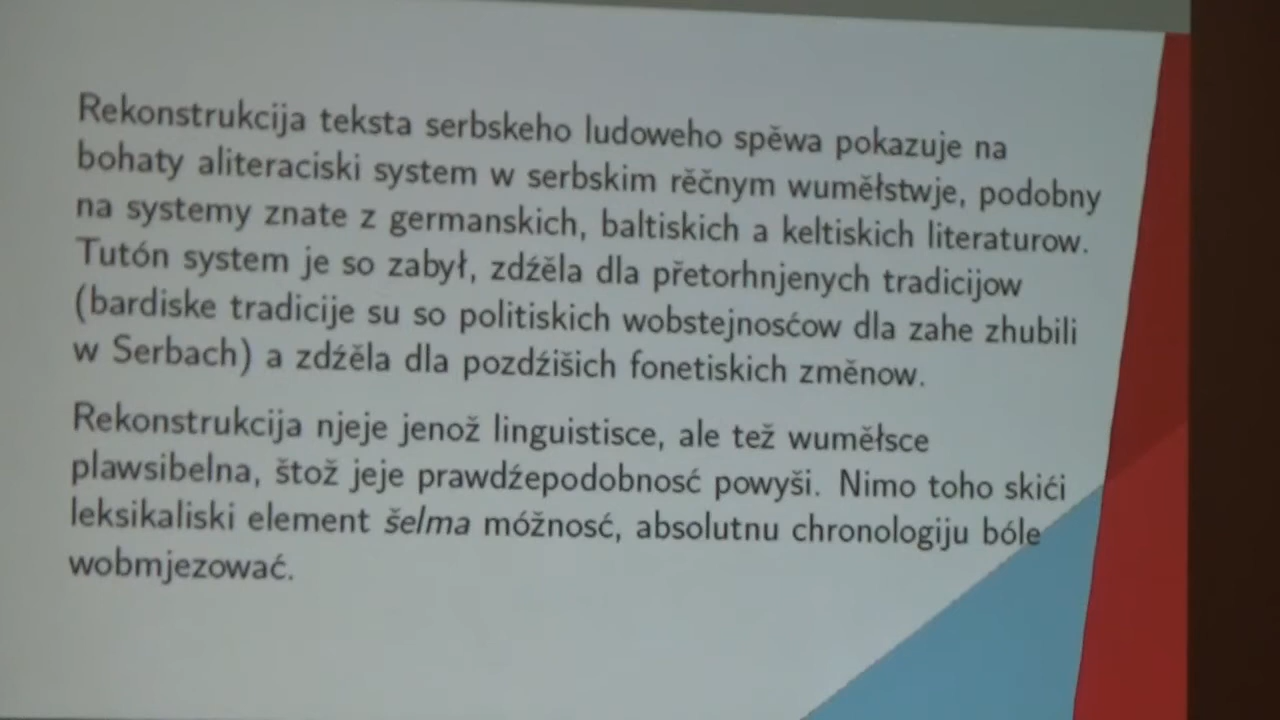 Rekonstrukcija teksta serbskeho ludoweho spěwa pokazuje na
bohaty aliteraciski system w serbskim rěčnym wuměłstwje, podobny
na systemy znate z germanskich, baltiskich a keltiskich literaturow.
Tutón system je so zabył, zdźěla dla přetorhnjenych tradicijow
(bardiske tradicije su so politiskich wobstejnosćow dla zahe zhubili
w Serbach) a zdźěla dla pozdźišich fonetiskich změnow.
Rekonstrukcija njeje jenož linguistisce, ale tež wuměłsce
plawsibelna, štož jeje prawdźepodobnosć powyši. Nimo toho skići
leksikaliski element šelma móžnosć, absolutnu chronologiju bóle
wobmjezować.